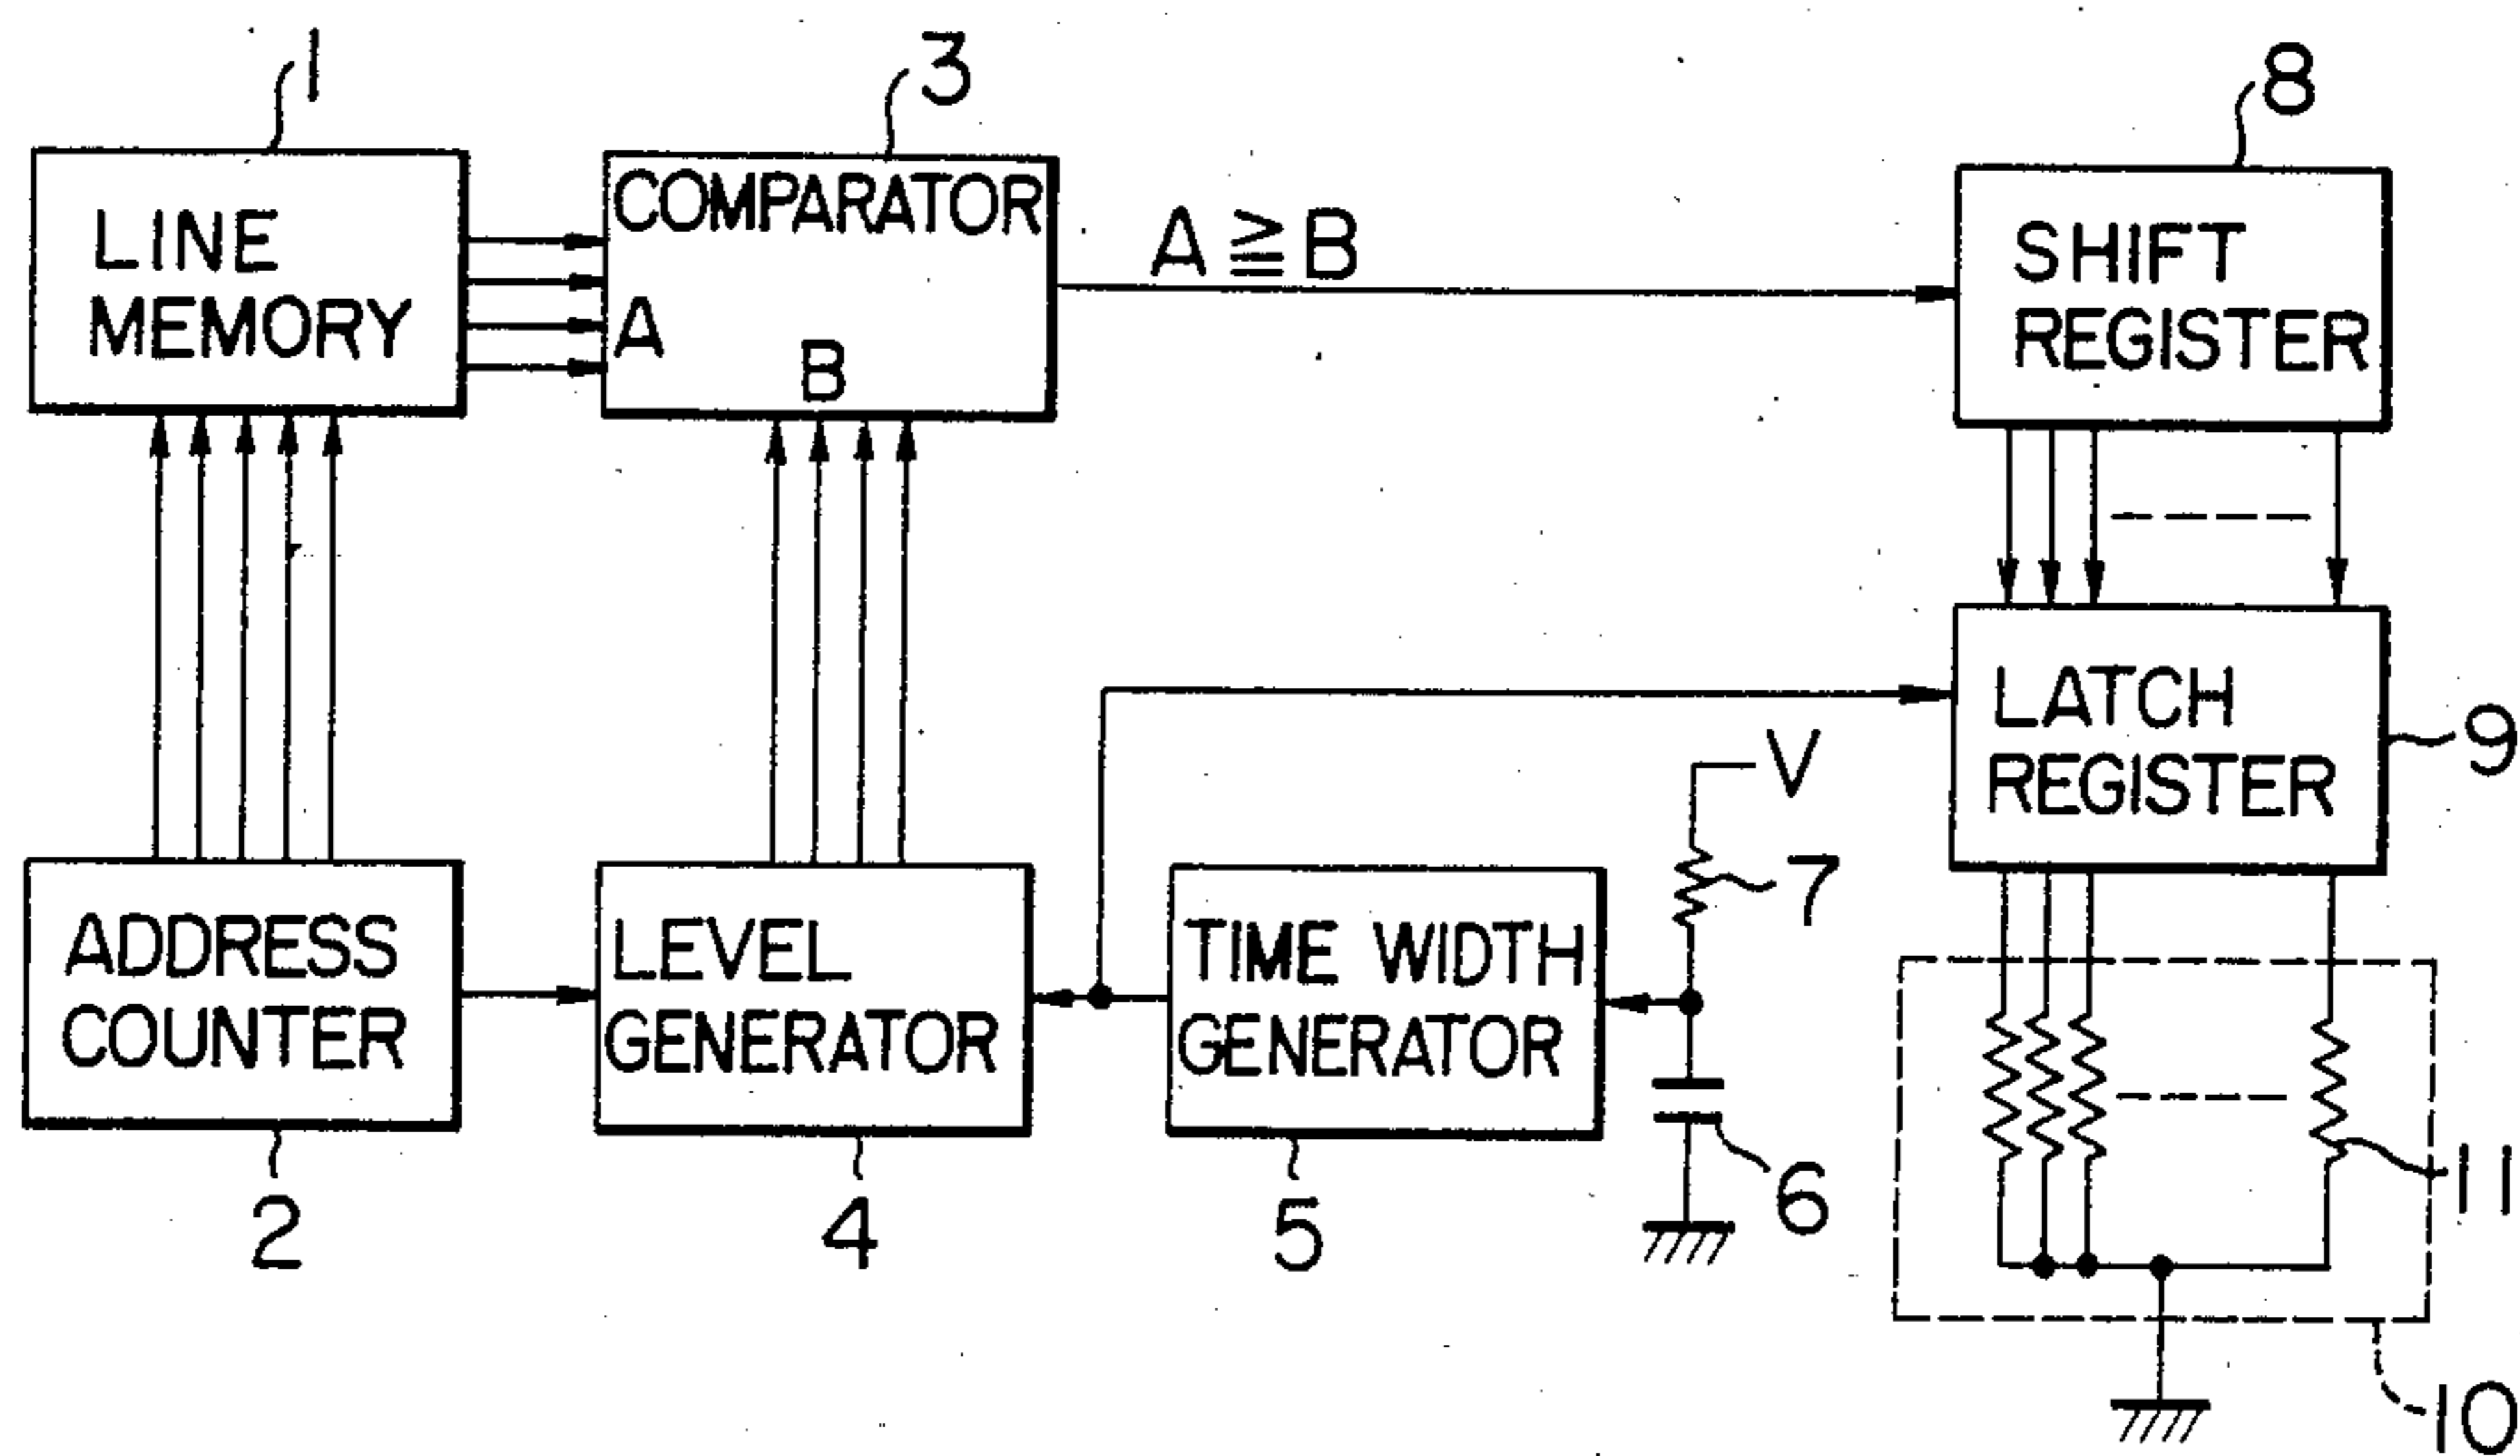 1
3
8
LINE
MEMORY
COMPARATOR
A
B
A ≧ B
SHIFT
REGISTER
LATCH
REGISTER
9
V
7
ADDRESS
COUNTER
LEVEL
GENERATOR
TIME WIDTH
GENERATOR
2
4
5
6
11
10